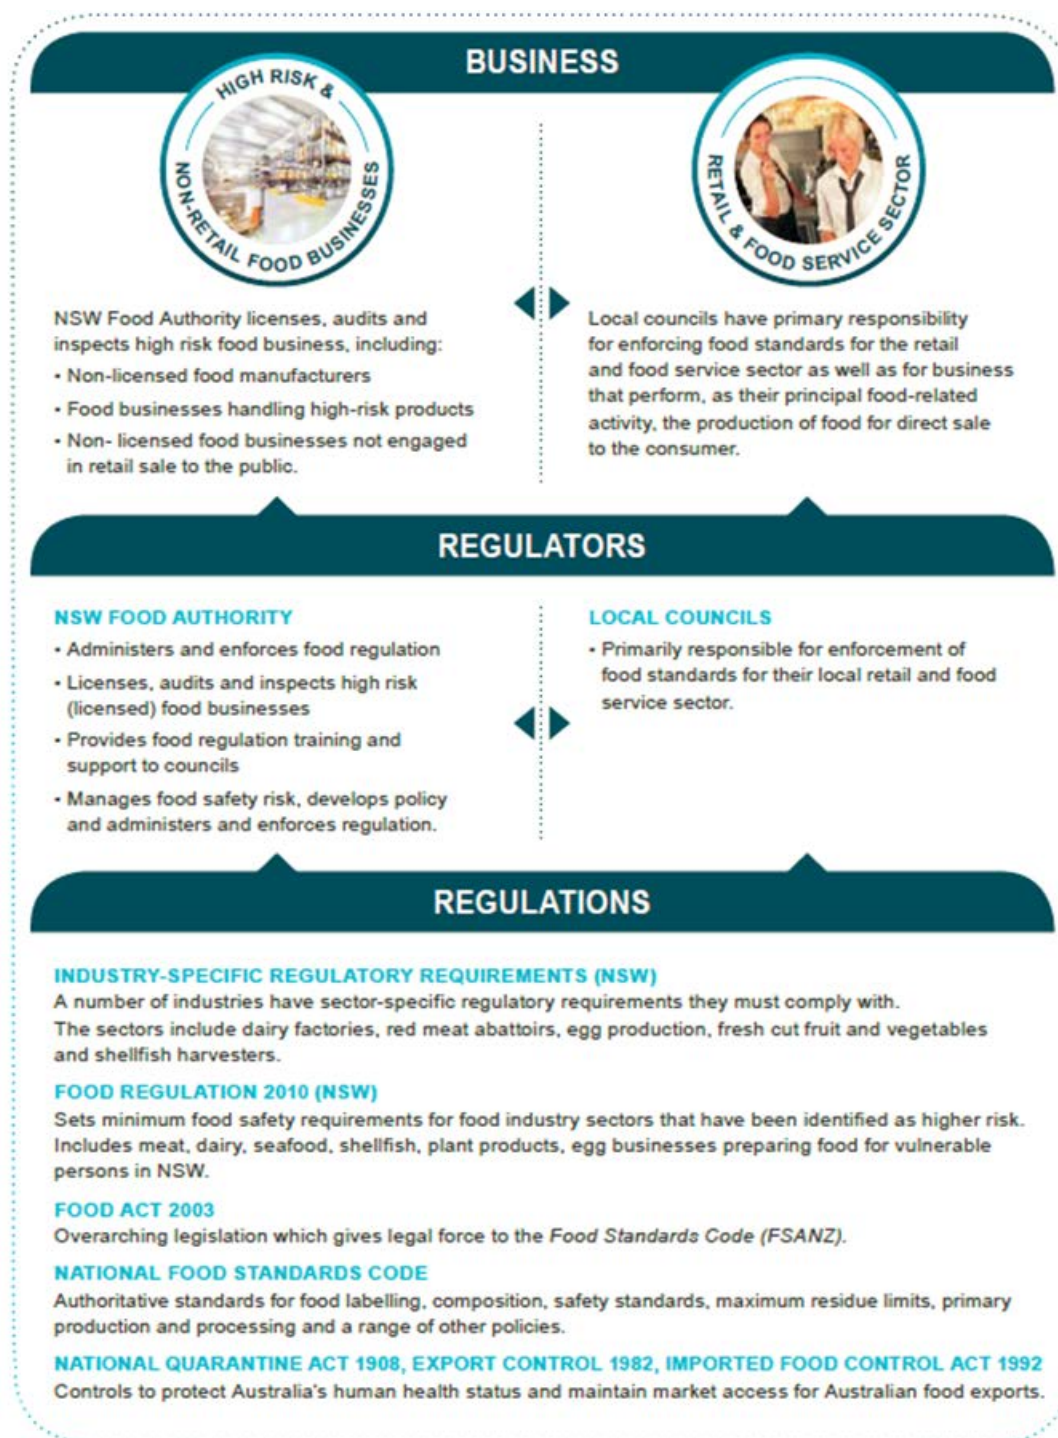 BUSINESS
HIGH RISK &
NON-RETAIL FOOD BUSINESSES
RETAIL & FOOD SERVICE SECTOR
NSW Food Authority licenses, audits and
inspects high risk food business, including:
• Non-licensed food manufacturers
• Food businesses handling high-risk products
• Non- licensed food businesses not engaged
in retail sale to the public.
Local councils have primary responsibility
for enforcing food standards for the retail
and food service sector as well as for business
that perform, as their principal food-related
activity, the production of food for direct sale
to the consumer.
REGULATORS
NSW FOOD AUTHORITY
• Administers and enforces food regulation
• Licenses, audits and inspects high risk
(licensed) food businesses
• Provides food regulation training and
support to councils
• Manages food safety risk, develops policy
and administers and enforces regulation.
LOCAL COUNCILS
• Primarily responsible for enforcement of
food standards for their local retail and food
service sector.
REGULATIONS
INDUSTRY-SPECIFIC REGULATORY REQUIREMENTS (NSW)
A number of industries have sector-specific regulatory requirements they must comply with.
The sectors include dairy factories, red meat abattoirs, egg production, fresh cut fruit and vegetables
and shellfish harvesters.
FOOD REGULATION 2010 (NSW)
Sets minimum food safety requirements for food industry sectors that have been identified as higher risk.
Includes meat, dairy, seafood, shellfish, plant products, egg businesses preparing food for vulnerable
persons in NSW.
FOOD ACT 2003
Overarching legislation which gives legal force to the Food Standards Code (FSANZ).
NATIONAL FOOD STANDARDS CODE
Authoritative standards for food labelling, composition, safety standards, maximum residue limits, primary
production and processing and a range of other policies.
NATIONAL QUARANTINE ACT 1908, EXPORT CONTROL 1982, IMPORTED FOOD CONTROL ACT 1992
Controls to protect Australia's human health status and maintain market access for Australian food exports.